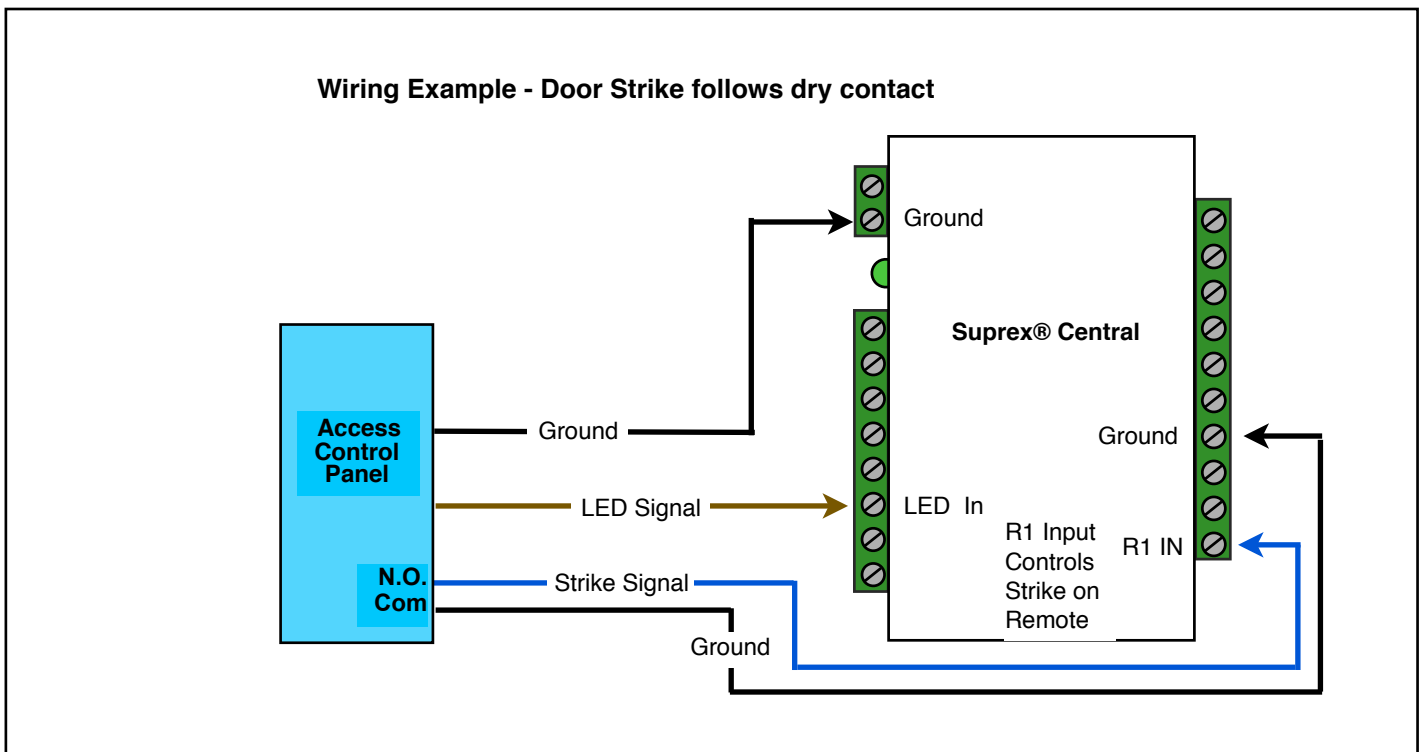 Wiring Example - Door Strike follows dry contact
Ground
Suprex® Central
Access
Control
Panel
Ground
Ground
LED Signal
LED In
R1 Input
Controls
Strike on
Remote
R1 IN
N.O.
Com
Strike Signal
Ground